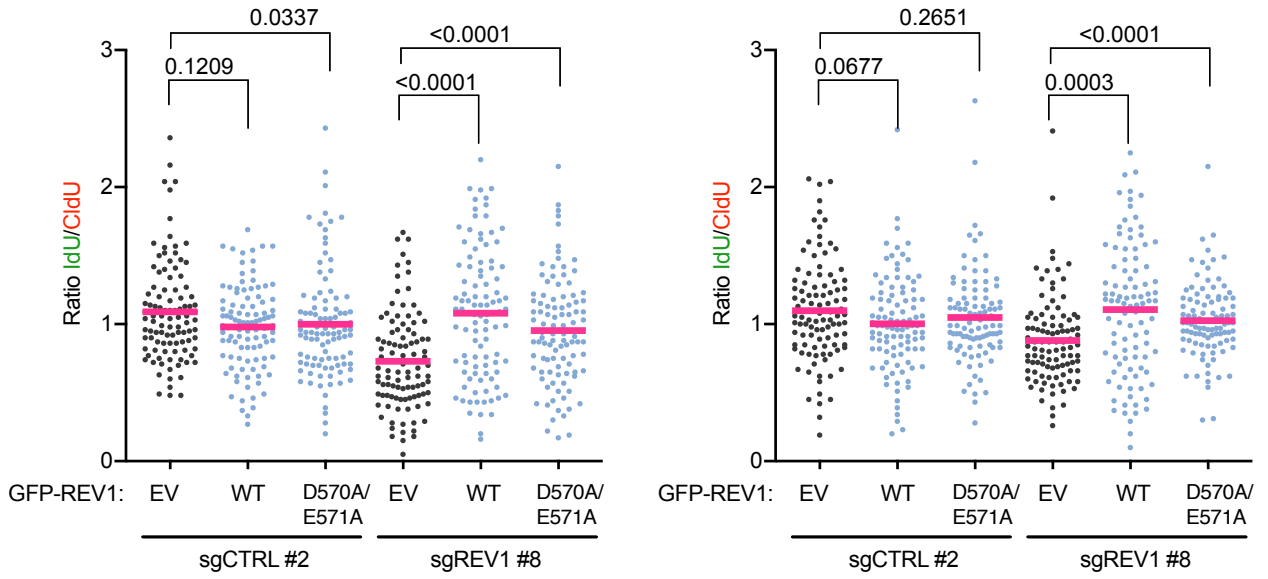 0.0337
<0.0001
0.1209
<0.0001
3
2
1
0
Ratio IdU/CldU
GFP-REV1:
EV
WT
D570A/
E571A
EV
WT
D570A/
E571A
sgCTRL #2
sgREV1 #8
0.2651
<0.0001
0.0677
0.0003
3
2
1
0
Ratio IdU/CldU
GFP-REV1:
EV
WT
D570A/
E571A
EV
WT
D570A/
E571A
sgCTRL #2
sgREV1 #8